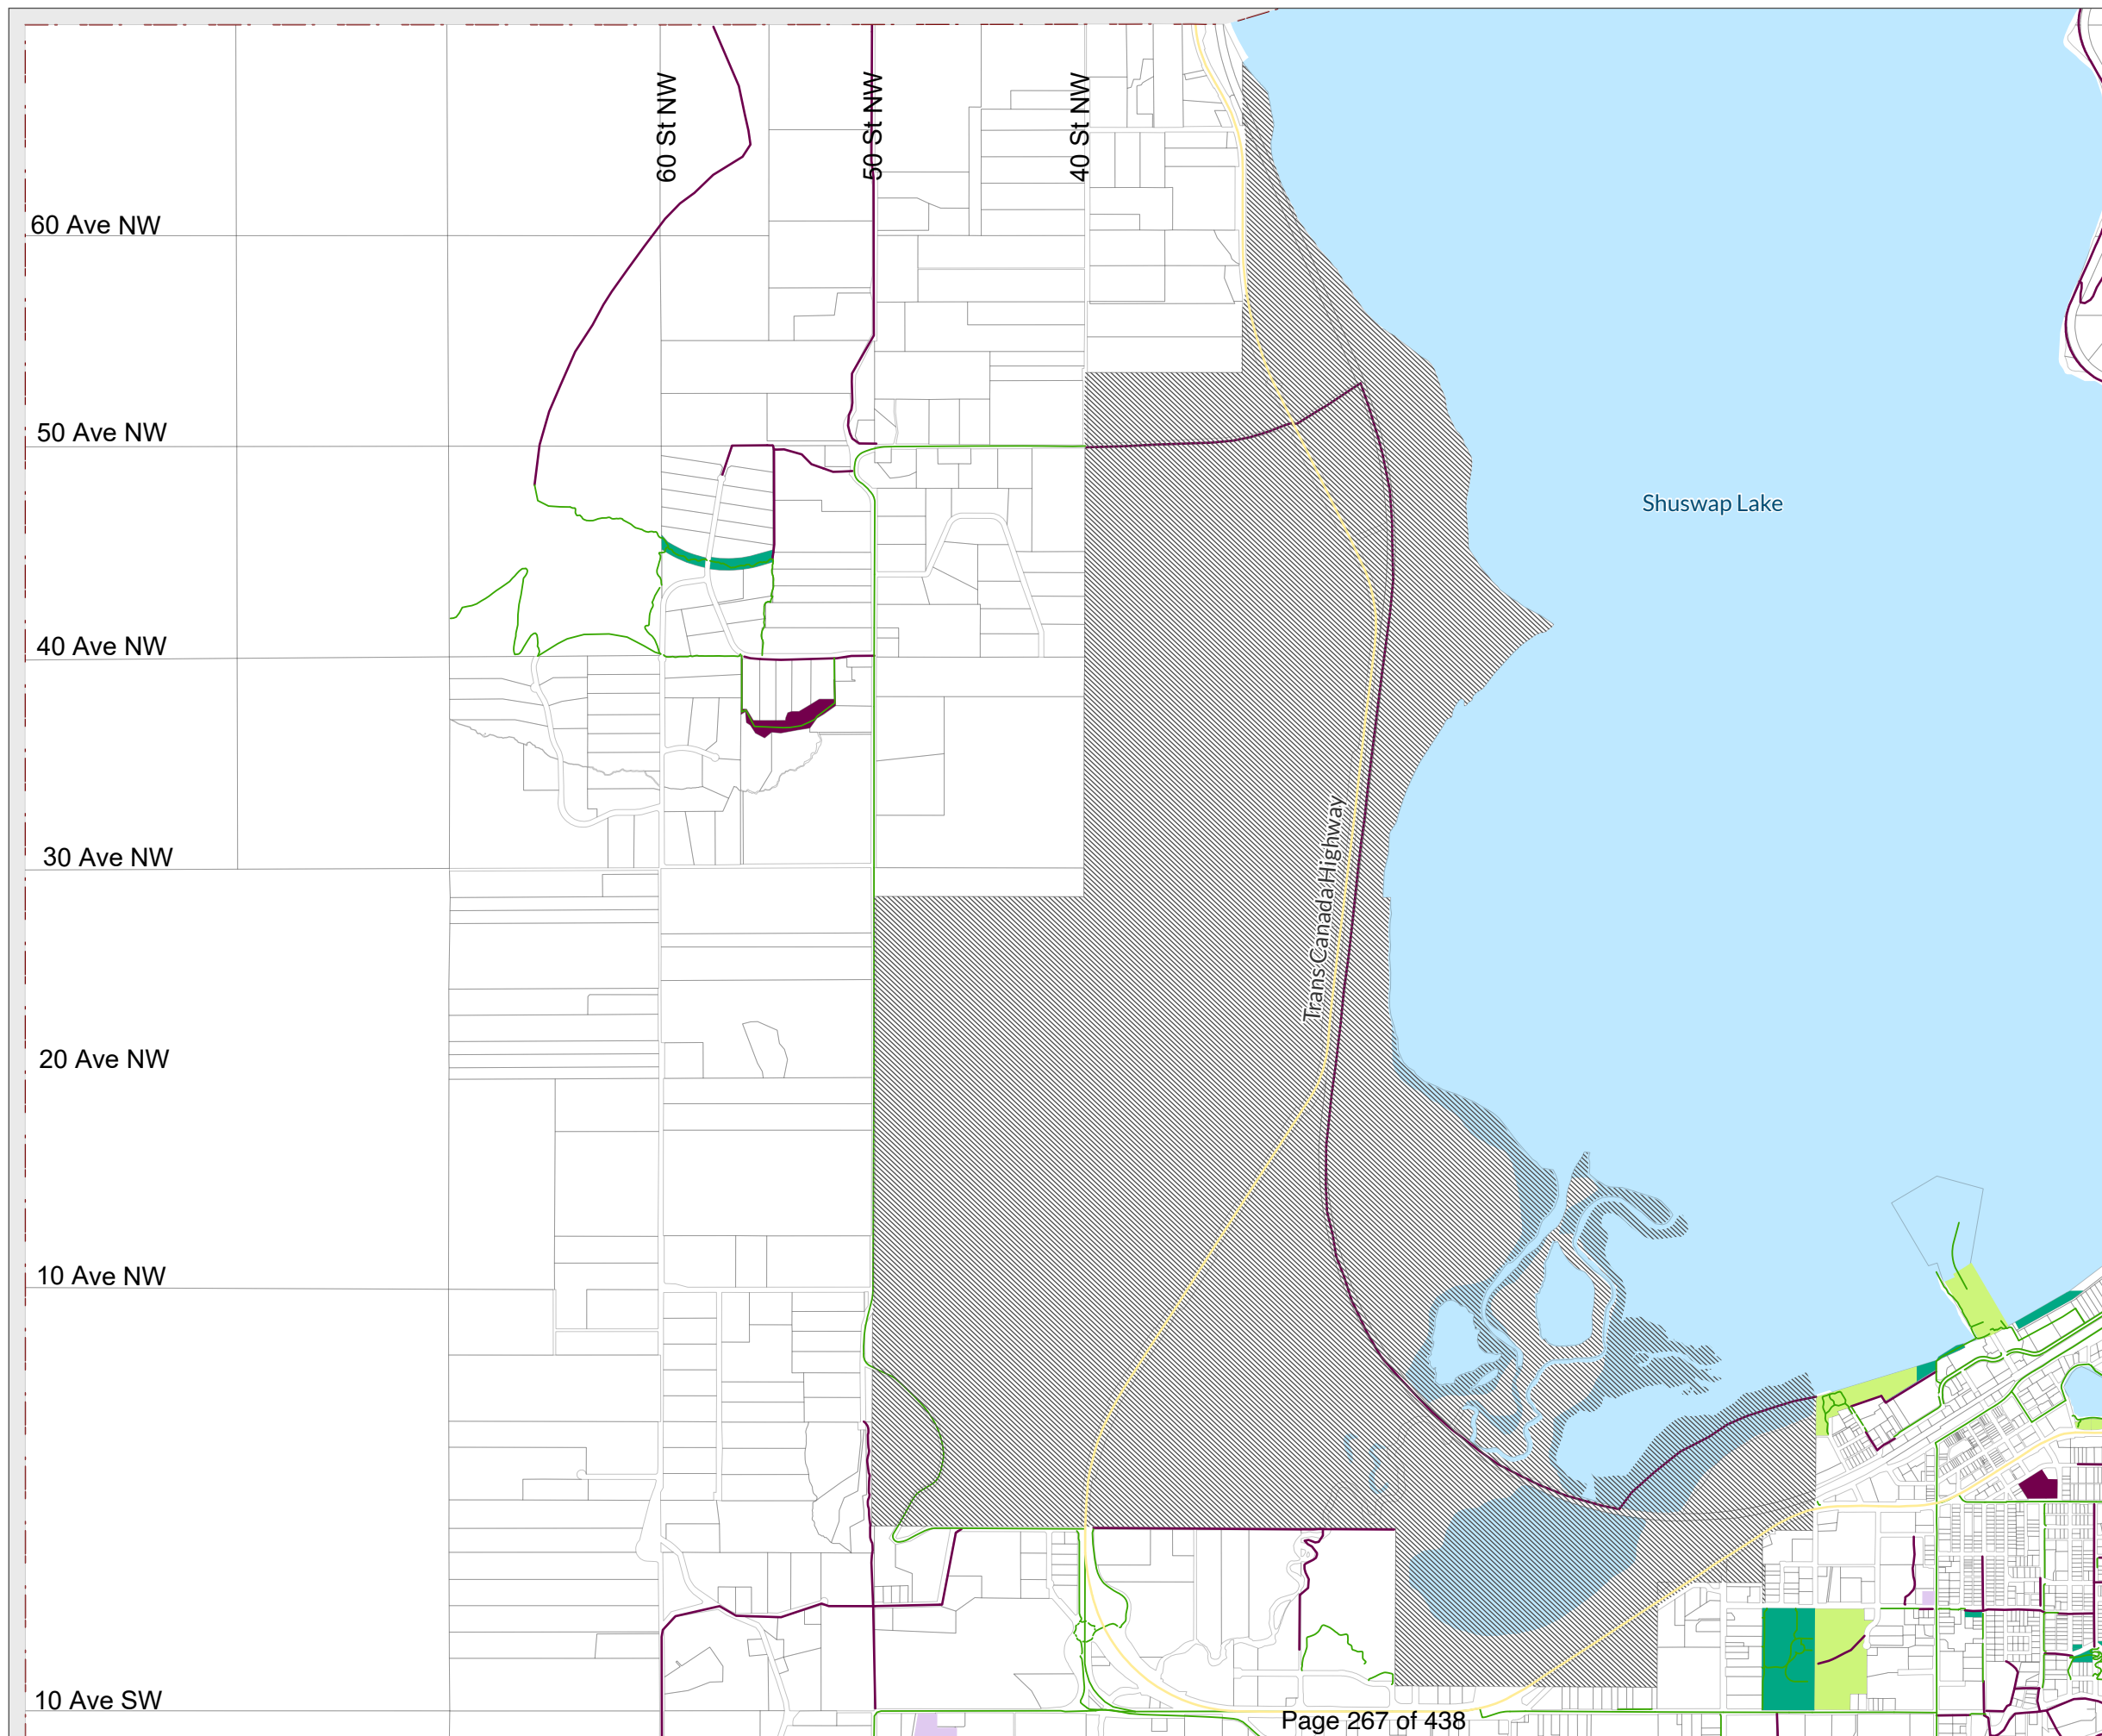 60 St NW
50 St NW
40 St NW
60 Ave NW
50 Ave NW
Shuswap Lake
40 Ave NW
30 Ave NW
Trans Canada Highway
20 Ave NW
10 Ave NW
10 Ave SW
Page 267 of 438